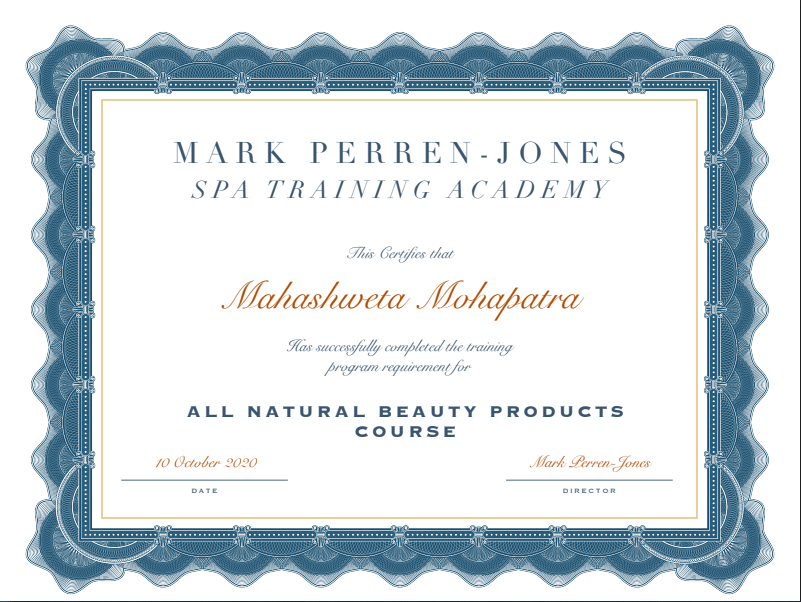 MARK PERREN-JONES
SPA TRAINING ACADEMY
This Certifies that
Mahashweta Mohapatra
Has successfully completed the training
program requirement for
ALL NATURAL BEAUTY PRODUCTS
COURSE
10 October 2020
Mark Perren-Jones
DATE
DIRECTOR